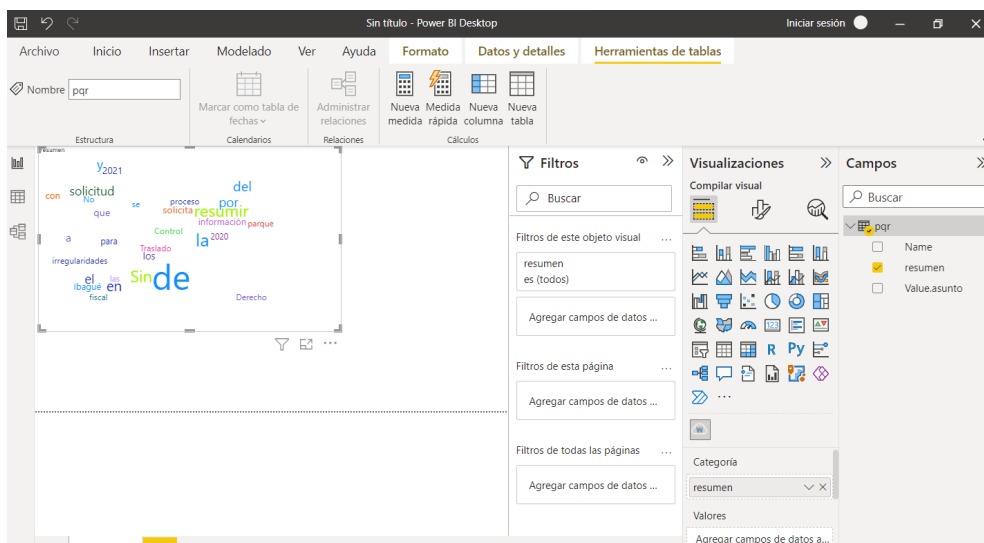 Sin título - Power BI Desktop
Iniciar sesión
Archivo Inicio Insertar Modelado Ver Ayuda Formato Datos y detalles Herramientas de tablas
Nombre pqr
Marcar como tabla de fechas
Administrar relaciones
Nueva medida
Medida rápida
Nueva columna
Nueva tabla
Estructura Calendarios Relaciones Cálculos
resumen
y 2021
con solicitud No
que
se
proceso
solicita
del
por
resumir
información parque
Control
la 2020
a
para
Traslado
los
irregularidades
el las
Ibagué en
fiscal
Sin de
Derecho
Filtros
Buscar
Filtros de este objeto visual ...
resumen
es (todos)
Agregar campos de datos ...
Filtros de esta página ...
Agregar campos de datos ...
Filtros de todas las páginas ...
Agregar campos de datos ...
Visualizaciones
Compilar visual
123
R Py
...
Categoría
resumen
Valores
Agregar campos de datos a...
Campos
Buscar
pqr
Name
resumen
Value.asunto